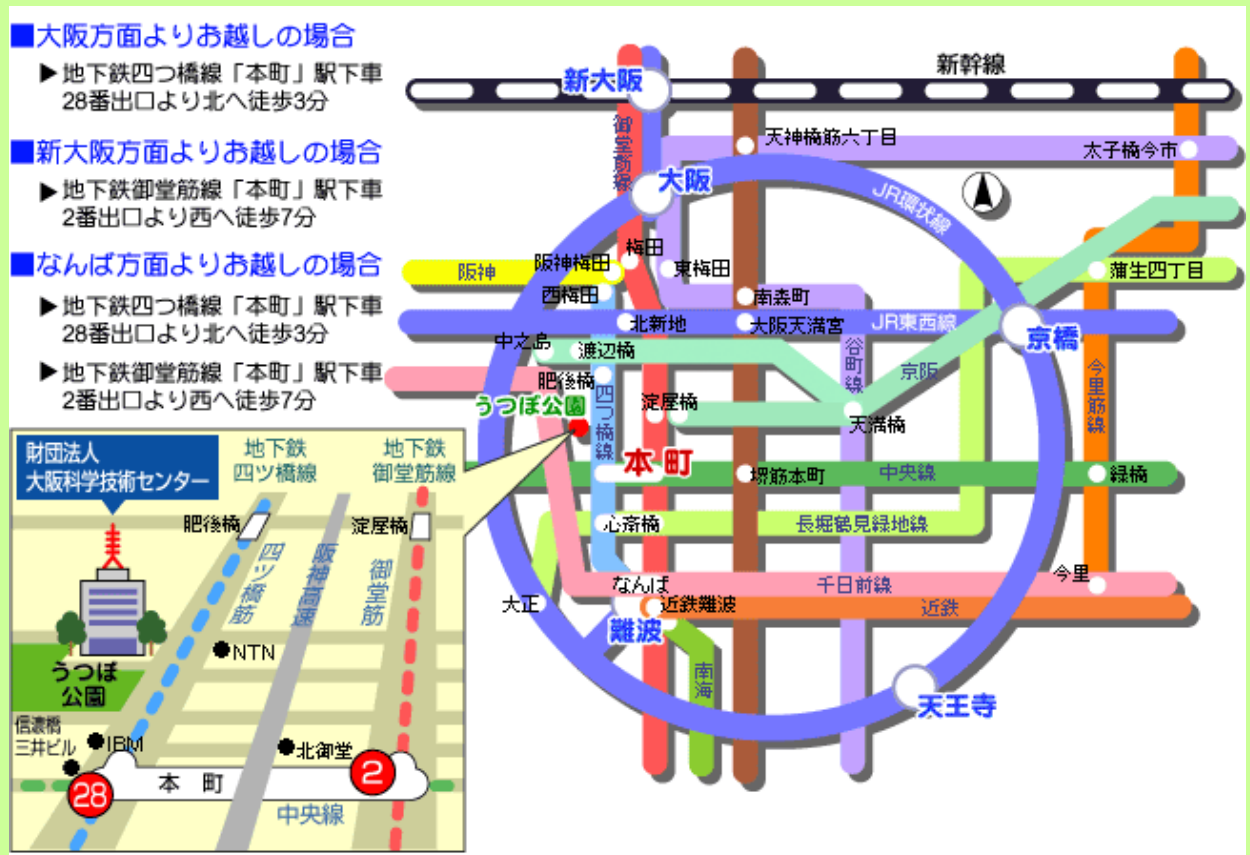 ■大阪方面よりお越しの場合
▶地下鉄四つ橋線「本町」駅下車
28番出口より北へ徒歩3分
■新大阪方面よりお越しの場合
▶地下鉄御堂筋線「本町」駅下車
2番出口より西へ徒歩7分
■なんば方面よりお越しの場合
▶地下鉄四つ橋線「本町」駅下車
28番出口より北へ徒歩3分
▶地下鉄御堂筋線「本町」駅下車
2番出口より西へ徒歩7分
新幹線
新大阪
御堂筋線
天神橋筋六丁目
太子橋今市
大阪
JR環状線
梅田
阪神梅田
阪神
東梅田
蒲生四丁目
西梅田
南森町
北新地
大阪天満宮
JR東西線
京橋
中之島
渡辺橋
谷町線
京阪
今里筋線
肥後橋
四つ橋線
うつぼ公園
淀屋橋
天満橋
本町
堺筋本町
中央線
緑橋
心斎橋
長堀鶴見緑地線
なんば
千日前線
今里
大正
近鉄難波
近鉄
難波
南海
天王寺
財団法人
大阪科学技術センター
地下鉄
四ツ橋線
地下鉄
御堂筋線
肥後橋
淀屋橋
四ツ橋筋
阪神高速
御堂筋
NTN
うつぼ
公園
信濃橋
三井ビル
IBM
北御堂
28
本町
2
中央線